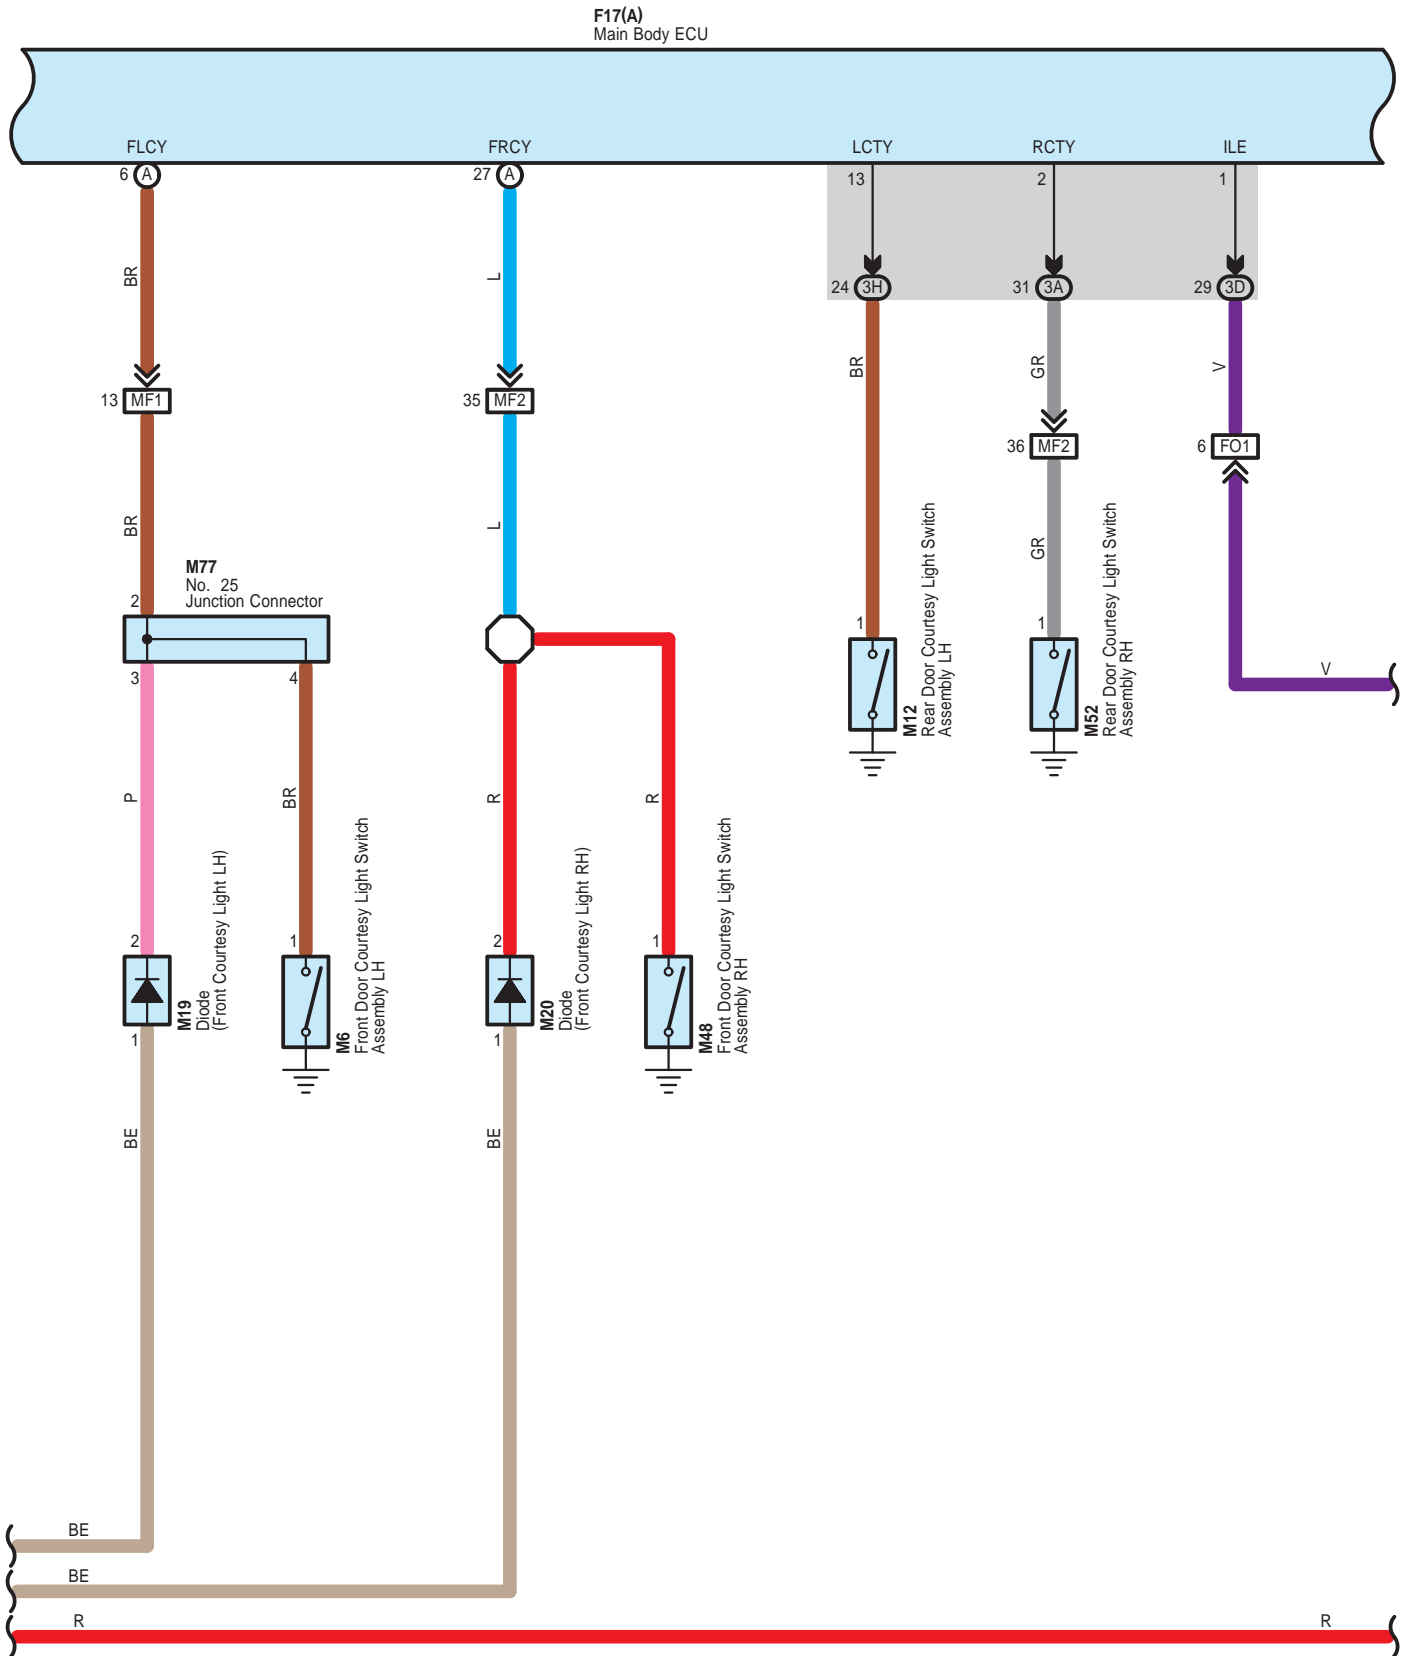 F17(A)
Main Body ECU
FLCY
FRCY
LCTY
RCTY
ILE
6 A
27 A
13
2
1
24 3H
31 3A
29 3D
BR
L
BR
GR
V
13 MF1
35 MF2
36 MF2
6 FO1
BR
L
GR
M77
No. 25
Junction Connector
2
3
4
1
M12
Rear Door Courtesy Light Switch
Assembly LH
1
M52
Rear Door Courtesy Light Switch
Assembly RH
V
P
BR
R
R
2
M19
Diode
(Front Courtesy Light LH)
1
1
M6
Front Door Courtesy Light Switch
Assembly LH
2
M20
Diode
(Front Courtesy Light RH)
1
1
M48
Front Door Courtesy Light Switch
Assembly RH
BE
BE
BE
BE
R
R